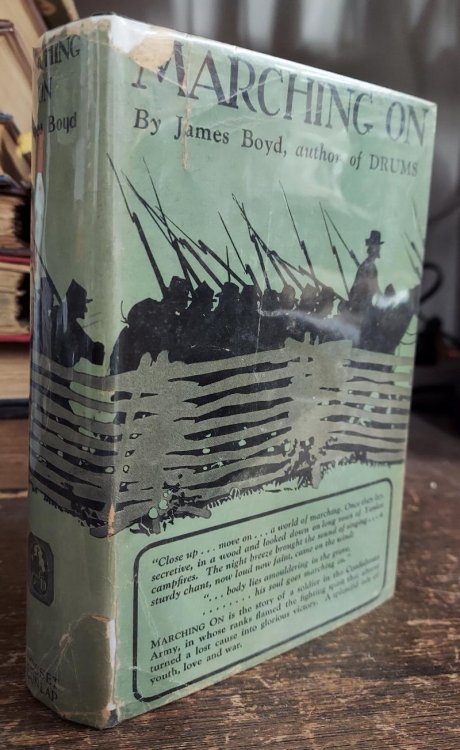 MARCHING ON
By James Boyd, author of DRUMS
"Close up . . . move on . . . a world of marching. Once they lay,
secretive, in a wood and looked down on long rows of Yankee
campfires. The night breeze brought the sound of singing . . . a
sturdy chant, now loud now faint, came on the wind:
". . . body lies amouldering in the grave,
. . . . . . . . his soul goes marching on."
MARCHING ON is the story of a soldier in the Confederate
Army, in whose ranks flamed the fighting spirit that almost
turned a lost cause into glorious victory. A splendid tale of
youth, love and war.
ON
Boyd